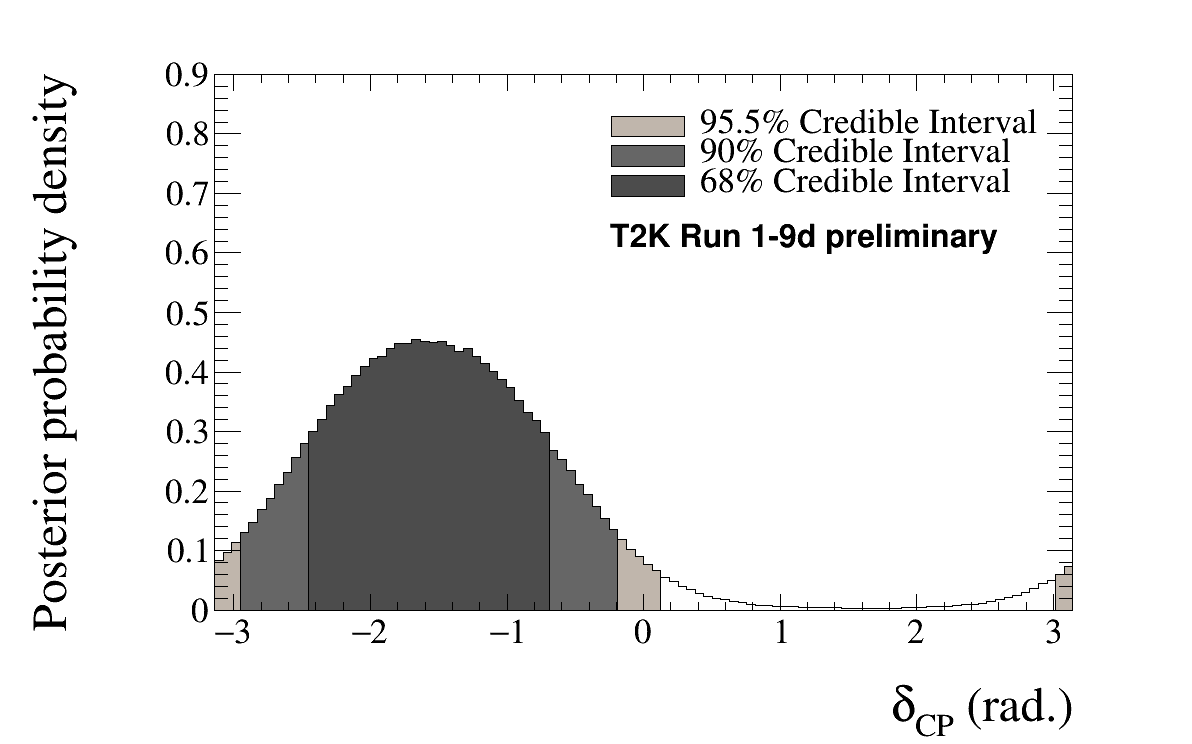 Posterior probability density
0.9
0.8
0.7
0.6
0.5
0.4
0.3
0.2
0.1
0
95.5% Credible Interval
90% Credible Interval
68% Credible Interval
T2K Run 1-9d preliminary
−3 −2 −1 0 1 2 3
δCP (rad.)